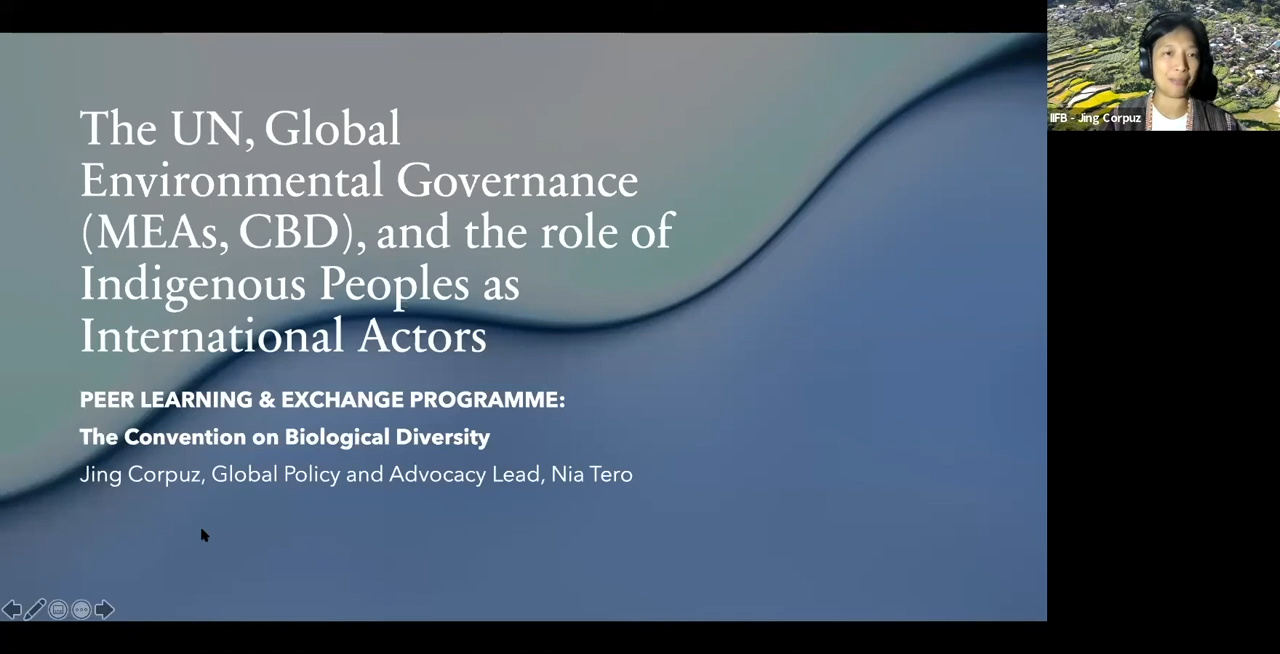 The UN, Global
Environmental Governance
(MEAs, CBD), and the role of
Indigenous Peoples as
International Actors
PEER LEARNING & EXCHANGE PROGRAMME:
The Convention on Biological Diversity
Jing Corpuz, Global Policy and Advocacy Lead, Nia Tero
IIFB - Jing Corpuz